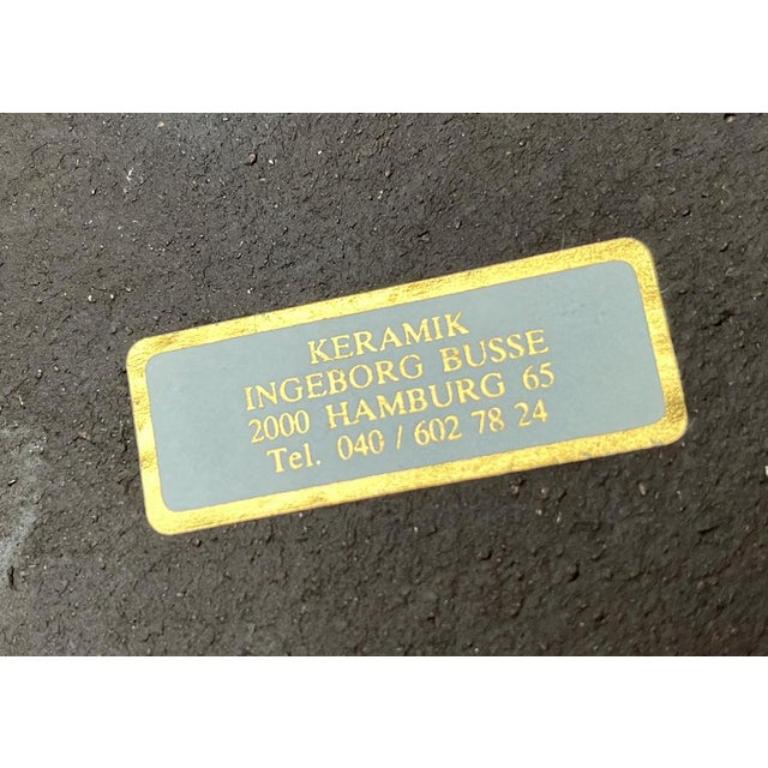 KERAMIK
INGEBORG BUSSE
2000 HAMBURG 65
Tel. 040 / 602 78 24